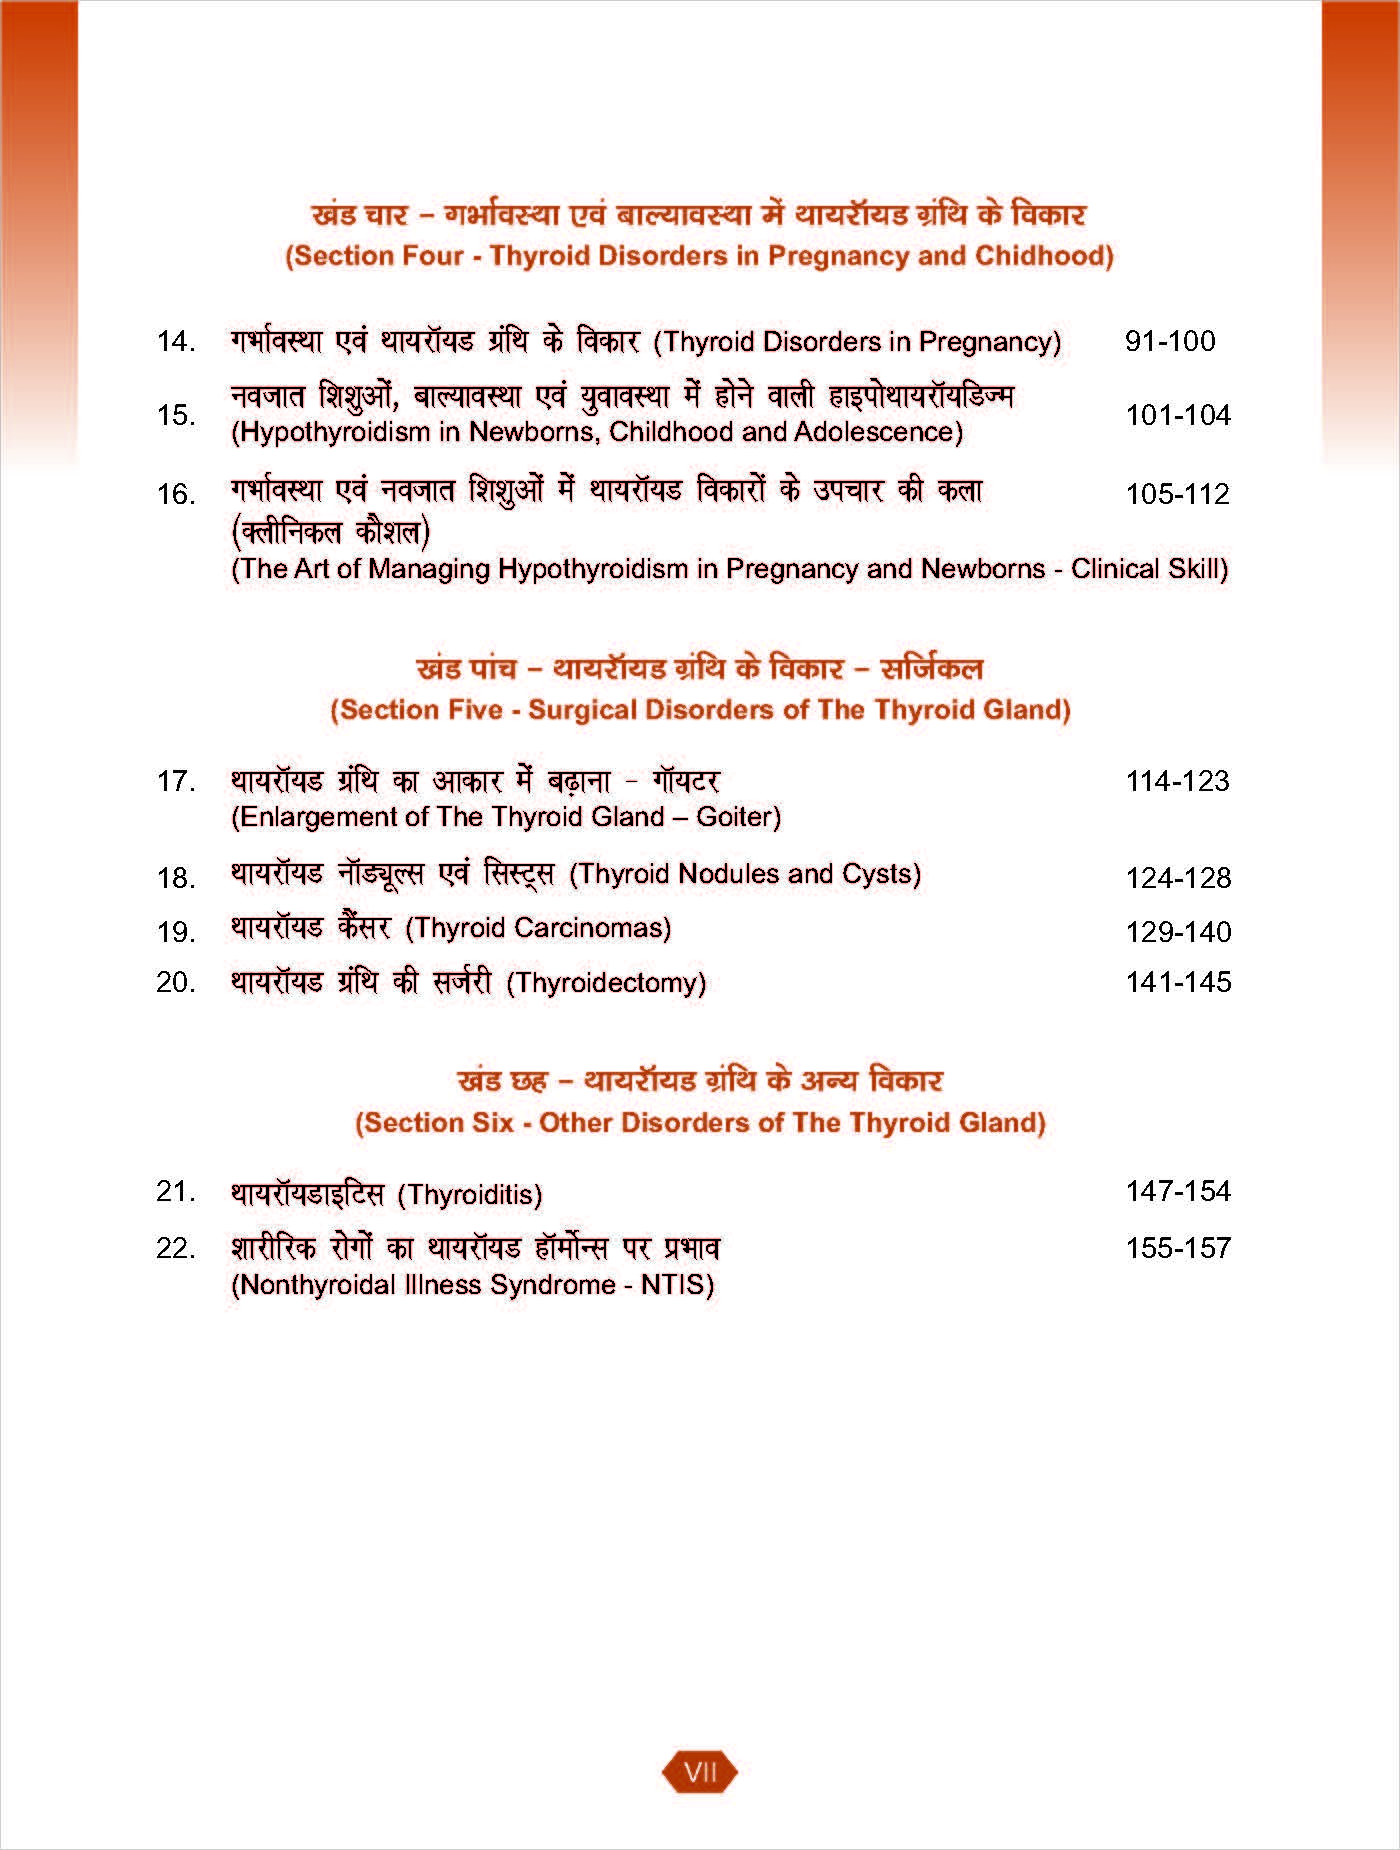 खंड चार – गर्भावस्था एवं बाल्यावस्था में थायरॉयड ग्रंथि के विकार
(Section Four - Thyroid Disorders in Pregnancy and Chidhood)
14. गर्भावस्था एवं थायरॉयड ग्रंथि के विकार (Thyroid Disorders in Pregnancy) 91-100
15. नवजात शिशुओं, बाल्यावस्था एवं युवावस्था में होने वाली हाइपोथायरॉयडिज्म 101-104
(Hypothyroidism in Newborns, Childhood and Adolescence)
16. गर्भावस्था एवं नवजात शिशुओं में थायरॉयड विकारों के उपचार की कला 105-112
(क्लीनिकल कौशल)
(The Art of Managing Hypothyroidism in Pregnancy and Newborns - Clinical Skill)
खंड पांच – थायरॉयड ग्रंथि के विकार – सर्जिकल
(Section Five - Surgical Disorders of The Thyroid Gland)
17. थायरॉयड ग्रंथि का आकार में बढ़ाना - गॉयटर 114-123
(Enlargement of The Thyroid Gland – Goiter)
18. थायरॉयड नॉड्यूल्स एवं सिस्ट्स (Thyroid Nodules and Cysts) 124-128
19. थायरॉयड कैंसर (Thyroid Carcinomas) 129-140
20. थायरॉयड ग्रंथि की सर्जरी (Thyroidectomy) 141-145
खंड छह – थायरॉयड ग्रंथि के अन्य विकार
(Section Six - Other Disorders of The Thyroid Gland)
21. थायरॉयडाइटिस (Thyroiditis) 147-154
22. शारीरिक रोगों का थायरॉयड हॉर्मोन्स पर प्रभाव 155-157
(Nonthyroidal Illness Syndrome - NTIS)
VII